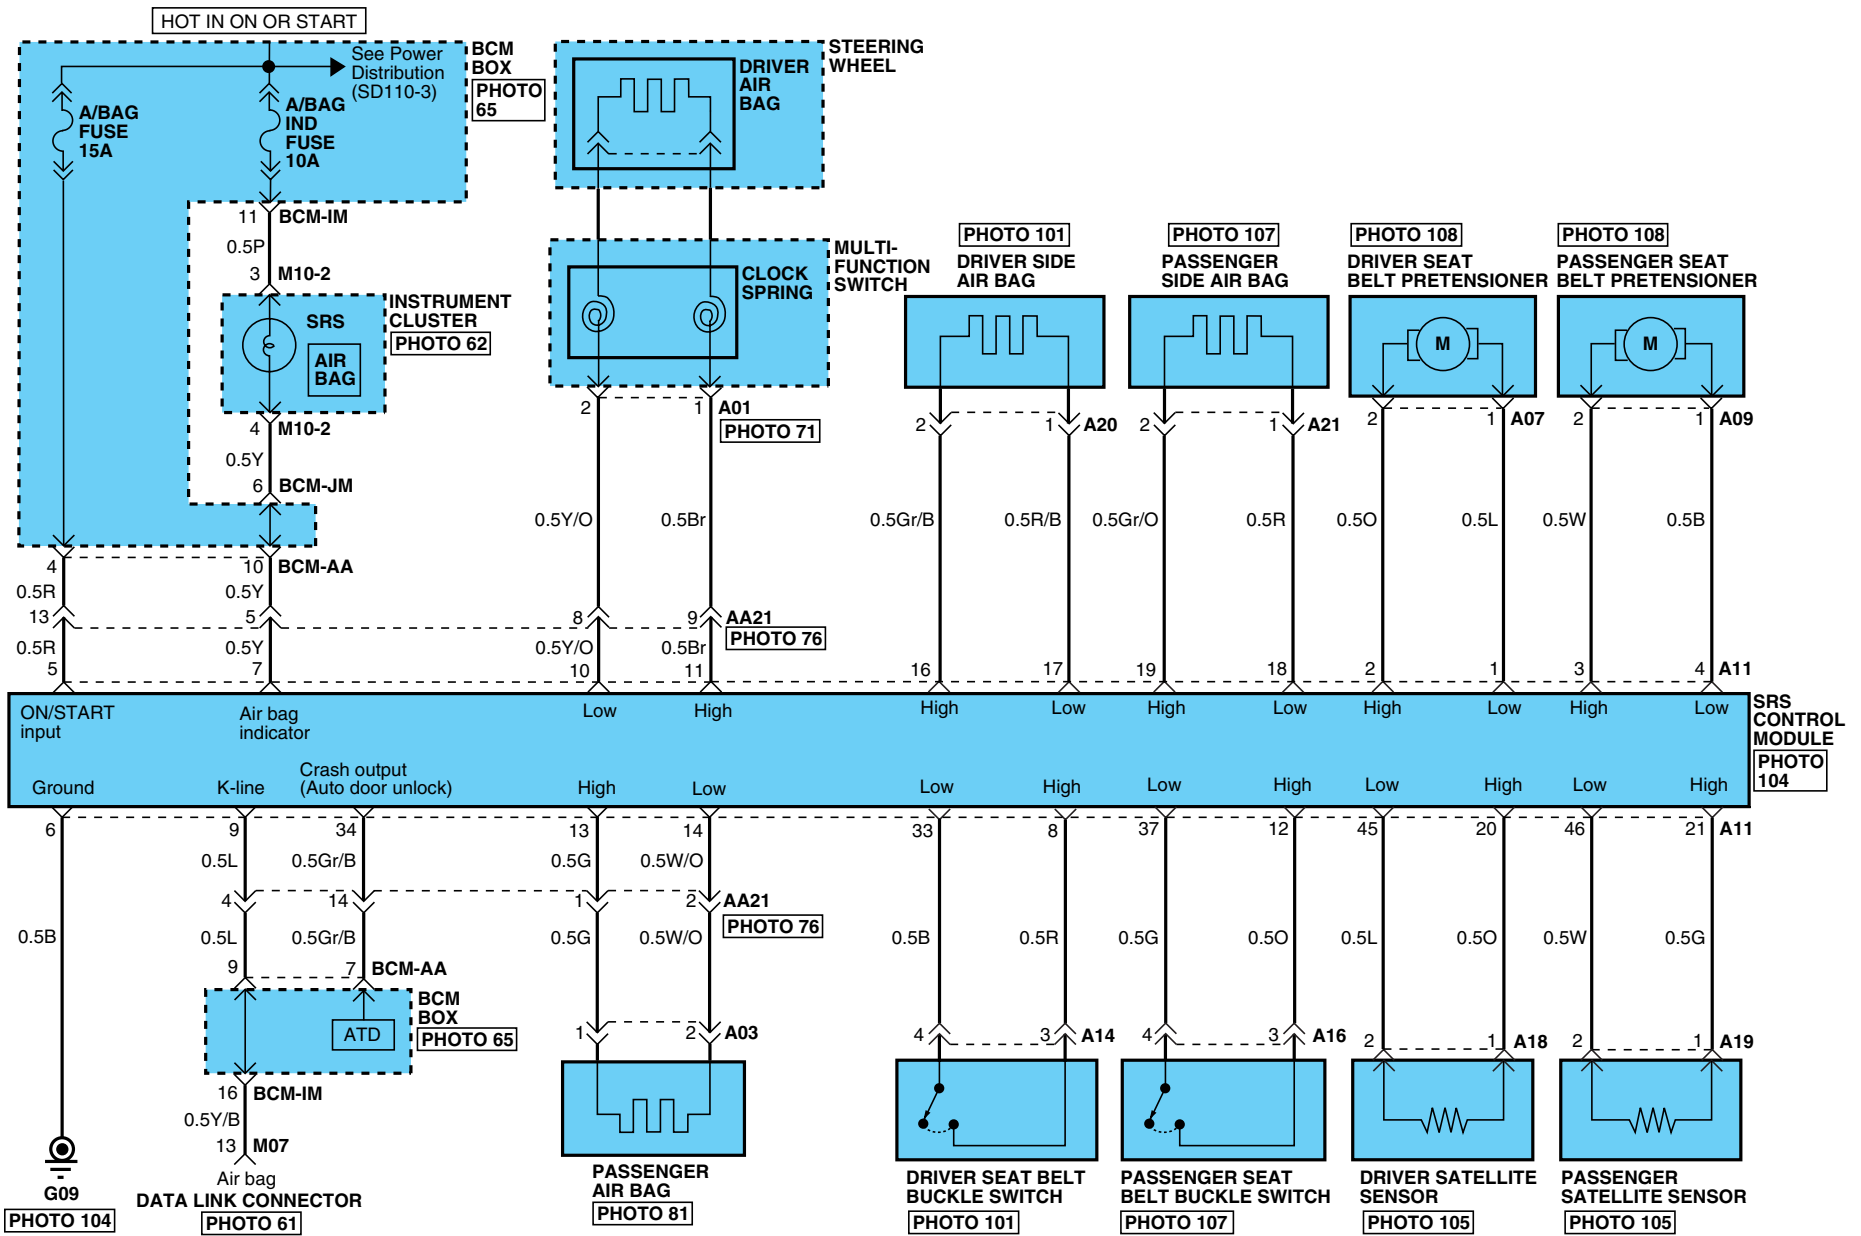 HOT IN ON OR START
See Power
Distribution
(SD110-3)
BCM
BOX
PHOTO
65
A/BAG
FUSE
15A
A/BAG
IND
FUSE
10A
STEERING
WHEEL
DRIVER
AIR
BAG
11 BCM-IM
0.5P
3 M10-2
INSTRUMENT
CLUSTER
PHOTO 62
SRS
AIR
BAG
4 M10-2
0.5Y
6 BCM-JM
MULTI-
FUNCTION
SWITCH
CLOCK
SPRING
2 1 A01
PHOTO 71
PHOTO 101
DRIVER SIDE
AIR BAG
PHOTO 107
PASSENGER
SIDE AIR BAG
PHOTO 108
DRIVER SEAT
BELT PRETENSIONER
M
PHOTO 108
PASSENGER SEAT
BELT PRETENSIONER
M
2 1 A20
2 1 A21
2 1 A07
2 1 A09
0.5Y/O 0.5Br 0.5Gr/B 0.5R/B 0.5Gr/O 0.5R 0.5O 0.5L 0.5W 0.5B
4 10 BCM-AA
0.5R 0.5Y
13 5 8 9 AA21
PHOTO 76
0.5R 0.5Y 0.5Y/O 0.5Br
5 7 10 11 16 17 19 18 2 1 3 4 A11
ON/START
input
Air bag
indicator
Low High High Low High Low High Low High Low
SRS
CONTROL
MODULE
PHOTO
104
Ground K-line
Crash output
(Auto door unlock)
High Low Low High Low High Low High Low High
6 9 34 13 14 33 8 37 12 45 20 46 21 A11
0.5L 0.5Gr/B 0.5G 0.5W/O
4 14 1 2 AA21
PHOTO 76
0.5B 0.5L 0.5Gr/B 0.5G 0.5W/O 0.5B 0.5R 0.5G 0.5O 0.5L 0.5O 0.5W 0.5G
9 7 BCM-AA
BCM
BOX
PHOTO 65
ATD
1 2 A03
4 3 A14
4 3 A16
2 1 A18
2 1 A19
16 BCM-IM
0.5Y/B
13 M07
Air bag
DATA LINK CONNECTOR
PHOTO 61
G09
PHOTO 104
PASSENGER
AIR BAG
PHOTO 81
DRIVER SEAT BELT
BUCKLE SWITCH
PHOTO 101
PASSENGER SEAT
BELT BUCKLE SWITCH
PHOTO 107
DRIVER SATELLITE
SENSOR
PHOTO 105
PASSENGER
SATELLITE SENSOR
PHOTO 105